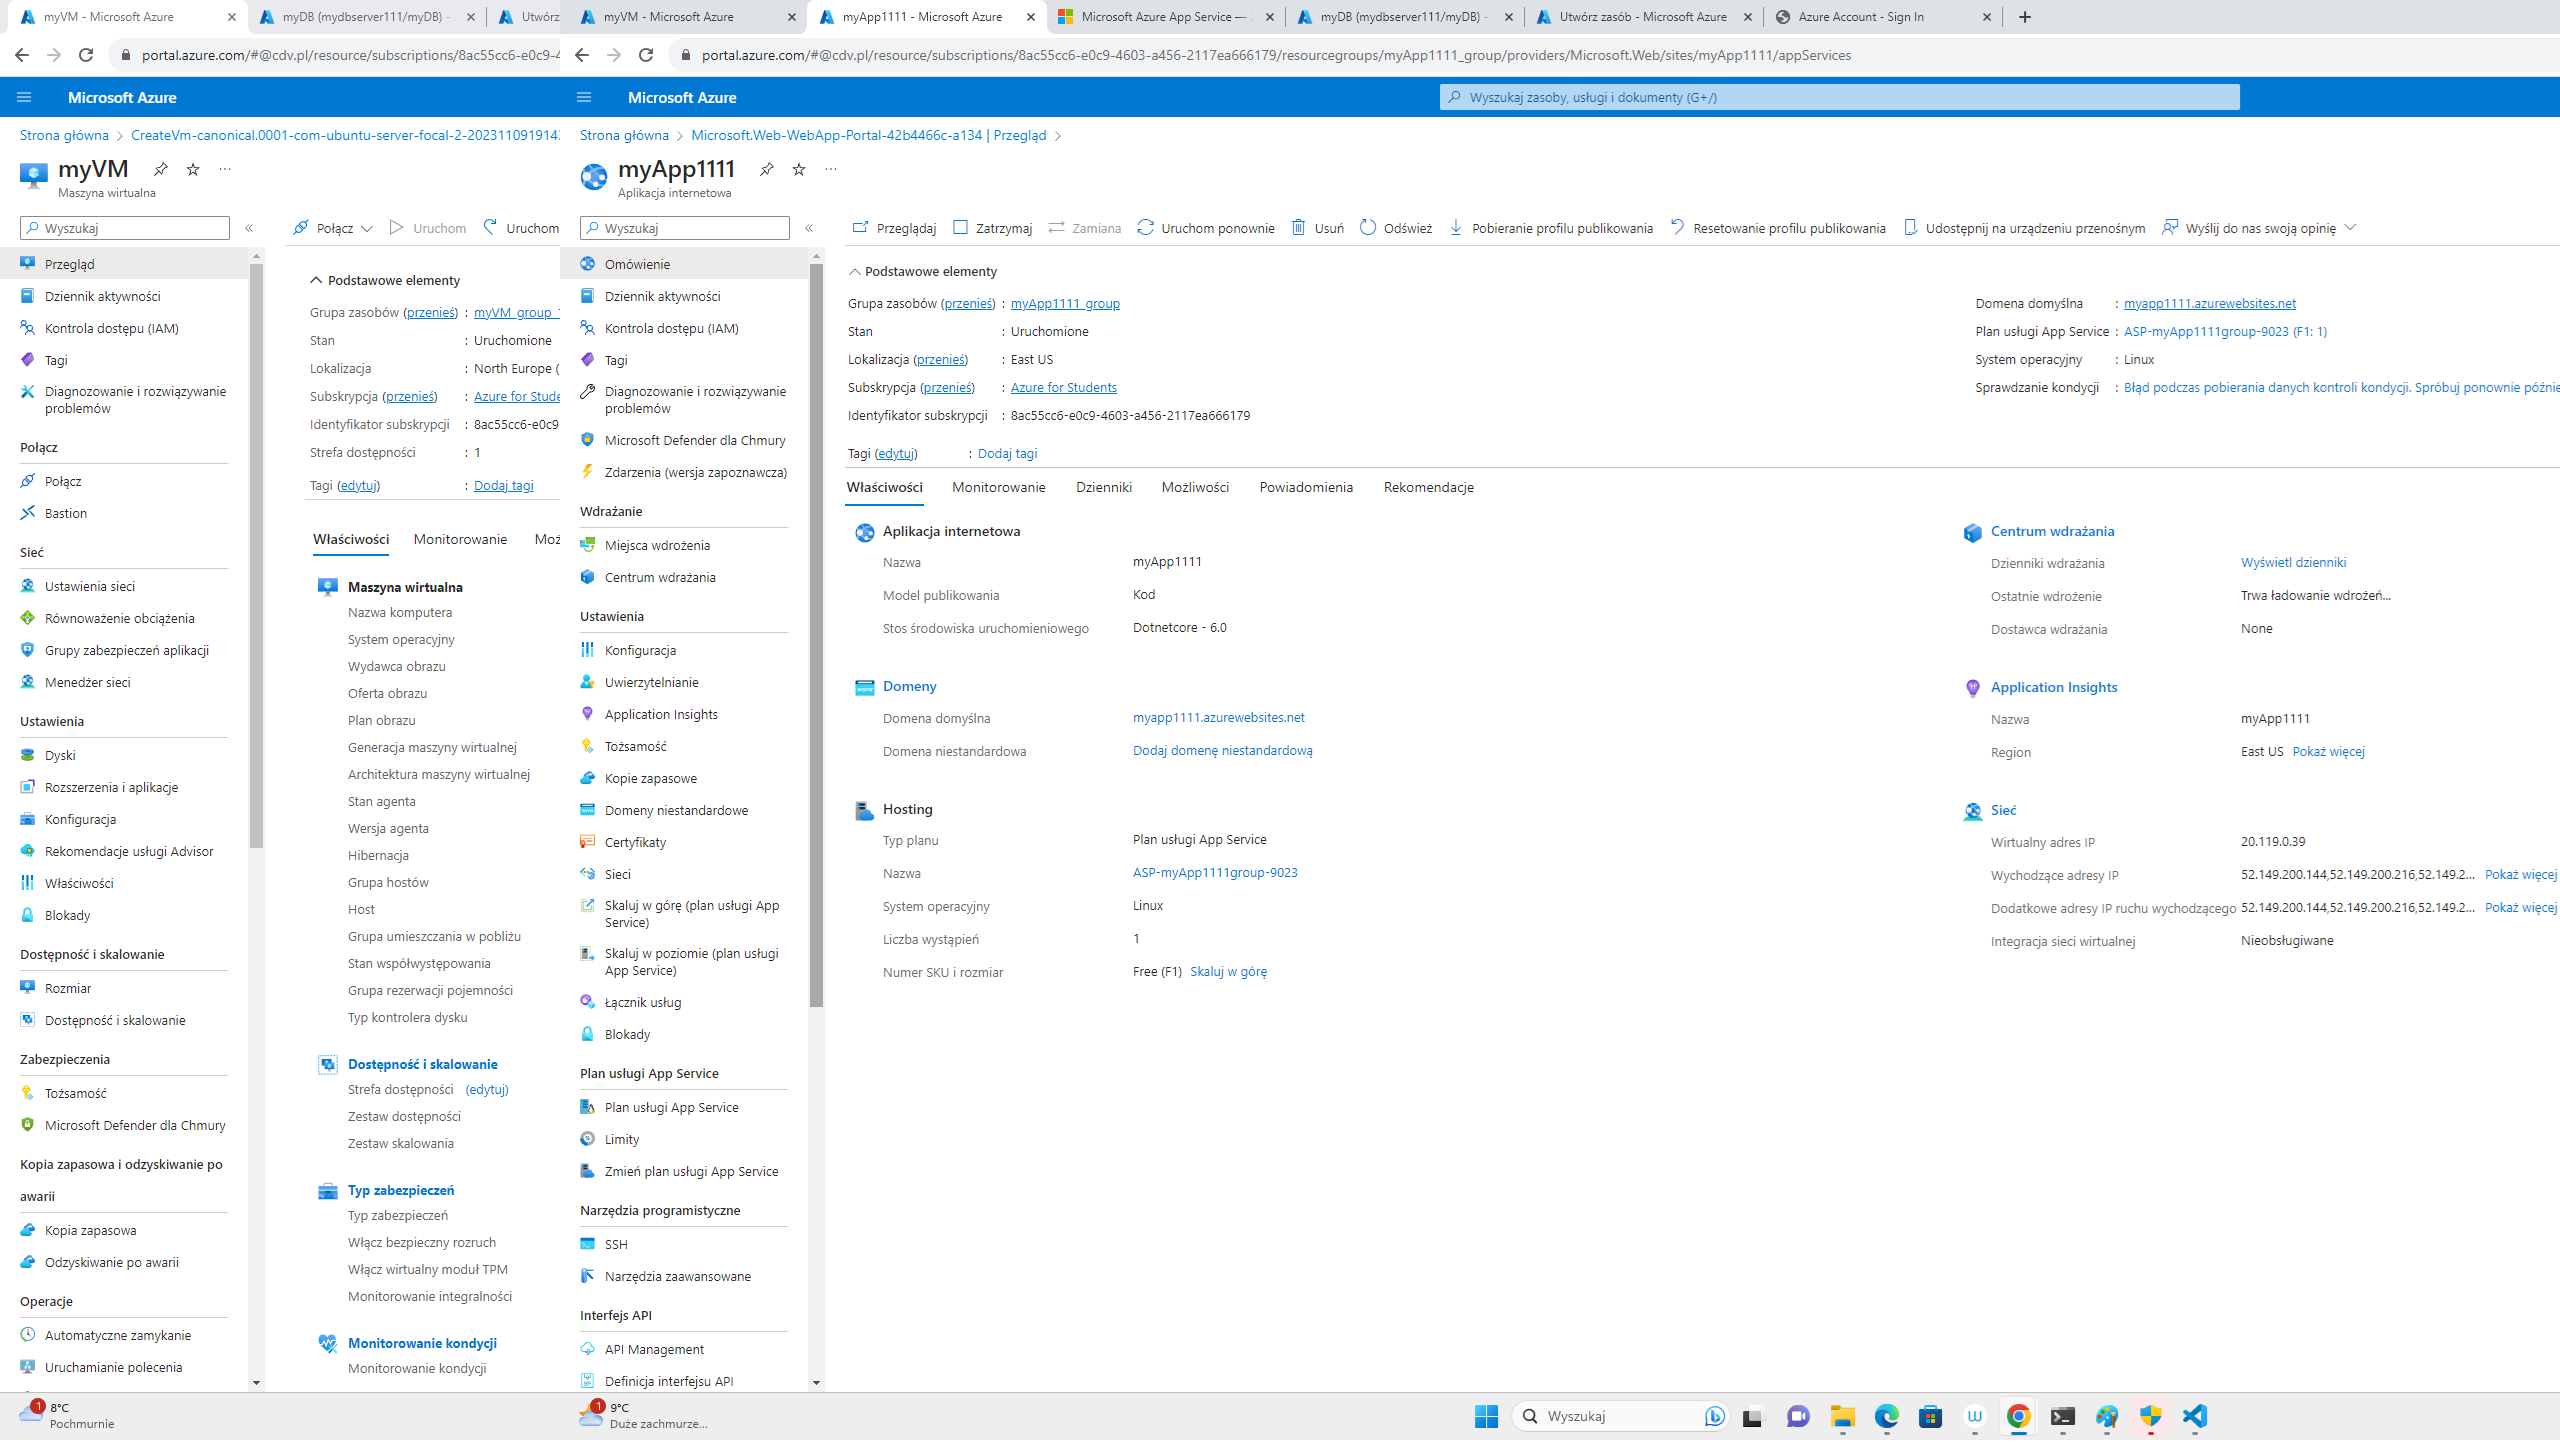 myVM - Microsoft Azure
myDB (mydbserver111/myDB) -
Utwórz
portal.azure.com/#@cdv.pl/resource/subscriptions/8ac55cc6-e0c9-4
Microsoft Azure
Strona główna
CreateVm-canonical.0001-com-ubuntu-server-focal-2-2023110919143
myVM
Maszyna wirtualna
Wyszukaj
Połącz
Uruchom
Uruchom
Przegląd
Dziennik aktywności
Kontrola dostępu (IAM)
Tagi
Diagnozowanie i rozwiązywanie
problemów
Połącz
Połącz
Bastion
Sieć
Ustawienia sieci
Równoważenie obciążenia
Grupy zabezpieczeń aplikacji
Menedżer sieci
Ustawienia
Dyski
Rozszerzenia i aplikacje
Konfiguracja
Rekomendacje usługi Advisor
Właściwości
Blokady
Dostępność i skalowanie
Rozmiar
Dostępność i skalowanie
Zabezpieczenia
Tożsamość
Microsoft Defender dla Chmury
Kopia zapasowa i odzyskiwanie po
awarii
Kopia zapasowa
Odzyskiwanie po awarii
Operacje
Automatyczne zamykanie
Uruchamianie polecenia
Podstawowe elementy
Grupa zasobów (przenieś) : myVM_group_1
Stan : Uruchomione
Lokalizacja : North Europe (
Subskrypcja (przenieś) : Azure for Stude
Identyfikator subskrypcji : 8ac55cc6-e0c9
Strefa dostępności : 1
Tagi (edytuj) : Dodaj tagi
Właściwości Monitorowanie Moż
Maszyna wirtualna
Nazwa komputera
System operacyjny
Wydawca obrazu
Oferta obrazu
Plan obrazu
Generacja maszyny wirtualnej
Architektura maszyny wirtualnej
Stan agenta
Wersja agenta
Hibernacja
Grupa hostów
Host
Grupa umieszczania w pobliżu
Stan współwystępowania
Grupa rezerwacji pojemności
Typ kontrolera dysku
Dostępność i skalowanie
Strefa dostępności (edytuj)
Zestaw dostępności
Zestaw skalowania
Typ zabezpieczeń
Typ zabezpieczeń
Włącz bezpieczny rozruch
Włącz wirtualny moduł TPM
Monitorowanie integralności
Monitorowanie kondycji
Monitorowanie kondycji
1
8°C
Pochmurnie
myVM - Microsoft Azure
myApp1111 - Microsoft Azure
Microsoft Azure App Service —
myDB (mydbserver111/myDB) -
Utwórz zasób - Microsoft Azure
Azure Account - Sign In
portal.azure.com/#@cdv.pl/resource/subscriptions/8ac55cc6-e0c9-4603-a456-2117ea666179/resourcegroups/myApp1111_group/providers/Microsoft.Web/sites/myApp1111/appServices
Microsoft Azure
Wyszukaj zasoby, usługi i dokumenty (G+/)
Strona główna
Microsoft.Web-WebApp-Portal-42b4466c-a134 | Przegląd
myApp1111
Aplikacja internetowa
Wyszukaj
Przeglądaj Zatrzymaj Zamiana Uruchom ponownie Usuń Odśwież Pobieranie profilu publikowania Resetowanie profilu publikowania Udostępnij na urządzeniu przenośnym Wyślij do nas swoją opinię
Omówienie
Dziennik aktywności
Kontrola dostępu (IAM)
Tagi
Diagnozowanie i rozwiązywanie
problemów
Microsoft Defender dla Chmury
Zdarzenia (wersja zapoznawcza)
Wdrażanie
Miejsca wdrożenia
Centrum wdrażania
Ustawienia
Konfiguracja
Uwierzytelnianie
Application Insights
Tożsamość
Kopie zapasowe
Domeny niestandardowe
Certyfikaty
Sieci
Skaluj w górę (plan usługi App
Service)
Skaluj w poziomie (plan usługi
App Service)
Łącznik usług
Blokady
Plan usługi App Service
Plan usługi App Service
Limity
Zmień plan usługi App Service
Narzędzia programistyczne
SSH
Narzędzia zaawansowane
Interfejs API
API Management
Definicja interfejsu API
Podstawowe elementy
Grupa zasobów (przenieś) : myApp1111_group
Stan : Uruchomione
Lokalizacja (przenieś) : East US
Subskrypcja (przenieś) : Azure for Students
Identyfikator subskrypcji : 8ac55cc6-e0c9-4603-a456-2117ea666179
Tagi (edytuj) : Dodaj tagi
Domena domyślna : myapp1111.azurewebsites.net
Plan usługi App Service : ASP-myApp1111group-9023 (F1: 1)
System operacyjny : Linux
Sprawdzanie kondycji : Błąd podczas pobierania danych kontroli kondycji. Spróbuj ponownie późnie
Właściwości Monitorowanie Dzienniki Możliwości Powiadomienia Rekomendacje
Aplikacja internetowa
Nazwa myApp1111
Model publikowania Kod
Stos środowiska uruchomieniowego Dotnetcore - 6.0
Domeny
Domena domyślna myapp1111.azurewebsites.net
Domena niestandardowa Dodaj domenę niestandardową
Hosting
Typ planu Plan usługi App Service
Nazwa ASP-myApp1111group-9023
System operacyjny Linux
Liczba wystąpień 1
Numer SKU i rozmiar Free (F1) Skaluj w górę
Centrum wdrażania
Dzienniki wdrażania Wyświetl dzienniki
Ostatnie wdrożenie Trwa ładowanie wdrożeń...
Dostawca wdrażania None
Application Insights
Nazwa myApp1111
Region East US Pokaż więcej
Sieć
Wirtualny adres IP 20.119.0.39
Wychodzące adresy IP 52.149.200.144,52.149.200.216,52.149.2... Pokaż więcej
Dodatkowe adresy IP ruchu wychodzącego 52.149.200.144,52.149.200.216,52.149.2... Pokaż więcej
Integracja sieci wirtualnej Nieobsługiwane
1
9°C
Duże zachmurze...
Wyszukaj